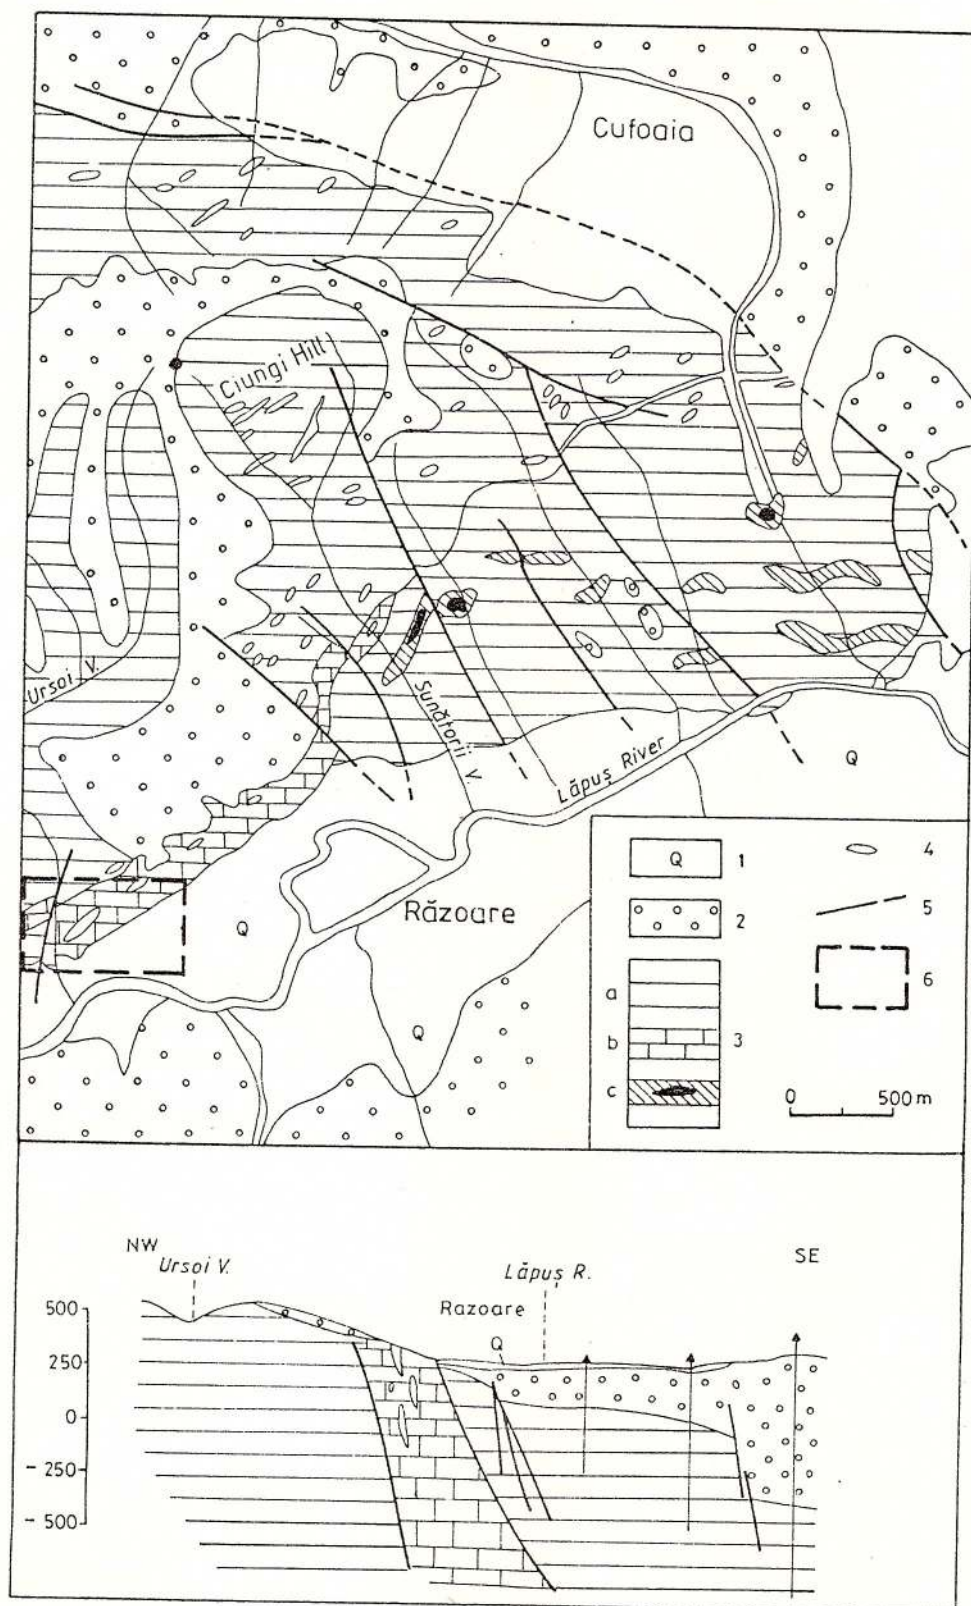 Cufoaia
Ciungi Hill
Ursoi V.
Sunătorii V.
Lăpuş River
Q
Răzoare
Q
Q
Q 1
2
a
b 3
c
4
5
6
0 500 m
NW
Ursoi V.
Lăpuş R.
SE
Razoare
Q
500
250
0
- 250
- 500